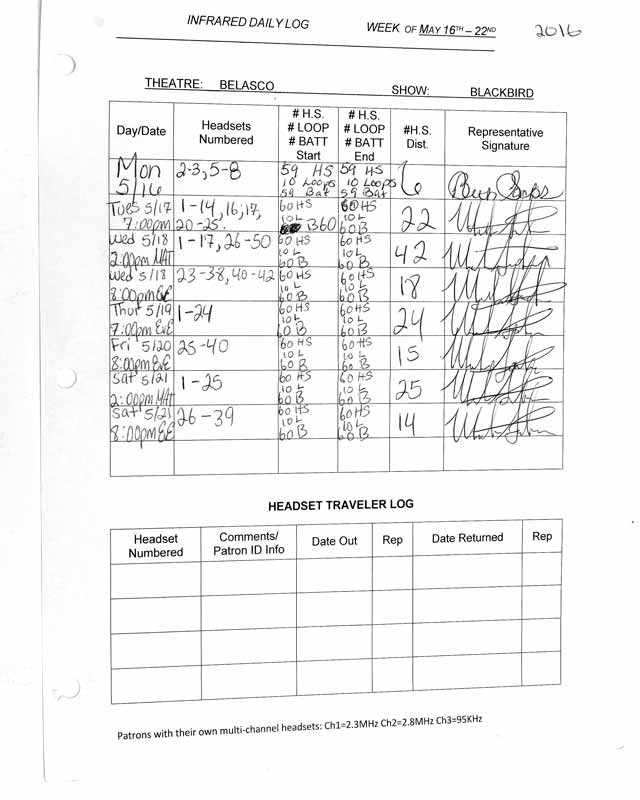 INFRARED DAILY LOG WEEK OF MAY 16TH – 22ND 2016
THEATRE: BELASCO SHOW: BLACKBIRD
Day/Date Headsets Numbered # H.S. # LOOP # BATT Start # H.S. # LOOP # BATT End #H.S. Dist. Representative Signature
Mon 5/16 2-3, 5-8 59 HS 10 Loops 59 Bat 59 HS 10 Loops 59 Bat 6
Tues 5/17 7:00pm 1-14, 16, 17, 20-25. 60 HS 10 L B60 60 HS 10 L 60 B 22
Wed 5/18 2:00pm MAT 1-17, 26-50 60 HS 10 L 60 B 60 HS 10 L 60 B 42
Wed 5/18 8:00pm EVE 23-38, 40-42 60 HS 10 L 60 B 60 HS 10 L 60 B 18
Thur 5/19 7:00pm EVE 1-24 60 HS 10 L 60 B 60 HS 10 L 60 B 24
Fri 5/20 8:00pm EVE 25-40 60 HS 10 L 60 B 60 HS 10 L 60 B 15
Sat 5/21 2:00pm MAT 1-25 60 HS 10 L 60 B 60 HS 10 L 60 B 25
Sat 5/21 8:00pm EVE 26-39 60 HS 10 L 60 B 60 HS 10 L 60 B 14
HEADSET TRAVELER LOG
Headset Numbered Comments/ Patron ID Info Date Out Rep Date Returned Rep
Patrons with their own multi-channel headsets: Ch1=2.3MHz Ch2=2.8MHz Ch3=95KHz